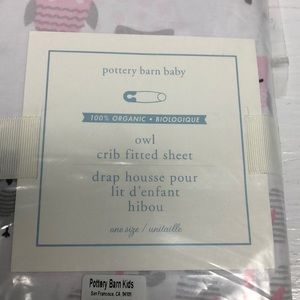 pottery barn baby
100% ORGANIC • BIOLOGIQUE
owl
crib fitted sheet
drap housse pour
lit d'enfant
hibou
one size / unitaille
Pottery Barn Kids
San Francisco, CA 94109